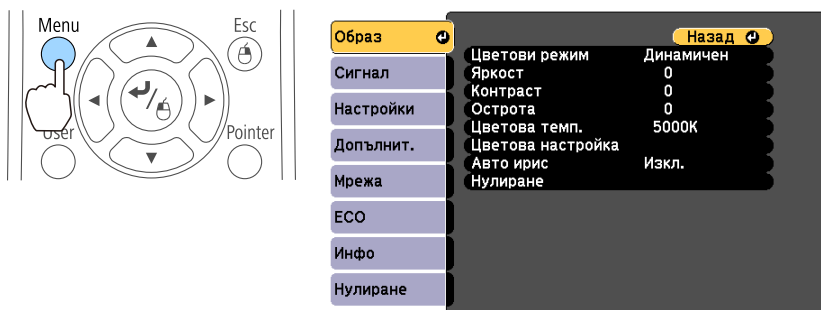 Menu
Esc
User
Pointer
Образ
Сигнал
Настройки
Допълнит.
Мрежа
ECO
Инфо
Нулиране
Назад
Цветови режим Динамичен
Яркост 0
Контраст 0
Острота 0
Цветова темп. 5000K
Цветова настройка
Авто ирис Изкл.
Нулиране